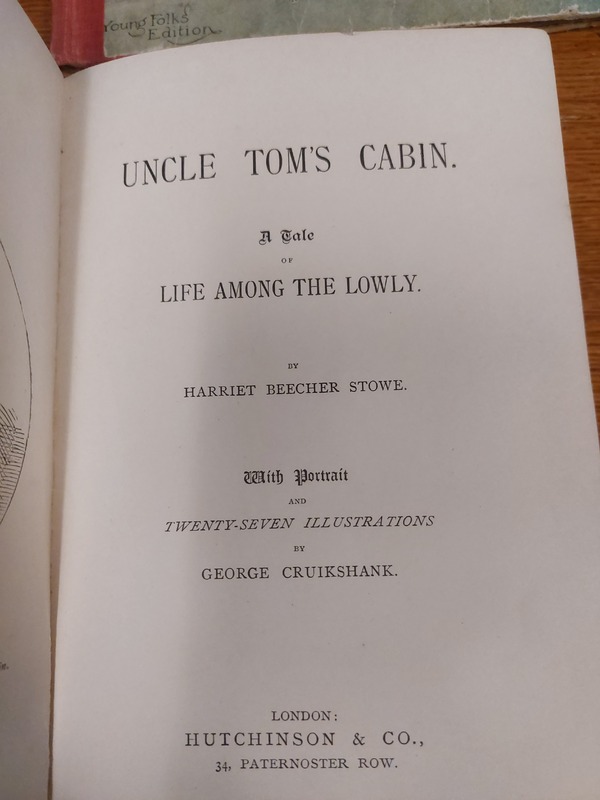 Young Folks
Edition
UNCLE TOM'S CABIN.
A Tale
OF
LIFE AMONG THE LOWLY.
BY
HARRIET BEECHER STOWE.
With Portrait
AND
TWENTY-SEVEN ILLUSTRATIONS
BY
GEORGE CRUIKSHANK.
LONDON:
HUTCHINSON & CO.,
34, PATERNOSTER ROW.